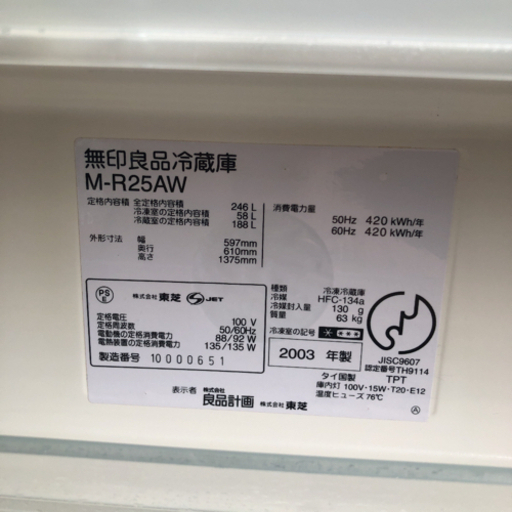 無印良品冷蔵庫
M-R25AW
定格内容積 全定格内容積 246 L
冷凍室の定格内容積 58 L
冷蔵室の定格内容積 188 L
外形寸法 幅 597mm
奥行 610mm
高さ 1375mm
消費電力量
50Hz 420 kWh/年
60Hz 420 kWh/年
PS
E
株式会社 東芝 S JET
定格電圧 100 V
定格周波数 50/60Hz
電動機の定格消費電力 88/92 W
電熱装置の定格消費電力 135/135 W
製造番号 10000651
種類 冷凍冷蔵庫
冷媒 HFC-134a
冷媒封入量 130 g
質量 63 kg
冷凍室の記号
2003 年製
JISC9607
認定番号TH9114
TPT
タイ国製
庫内灯 100V・15W・T20・E12
温度ヒューズ 76℃
表示者 株式会社 良品計画 株式会社 東芝
A